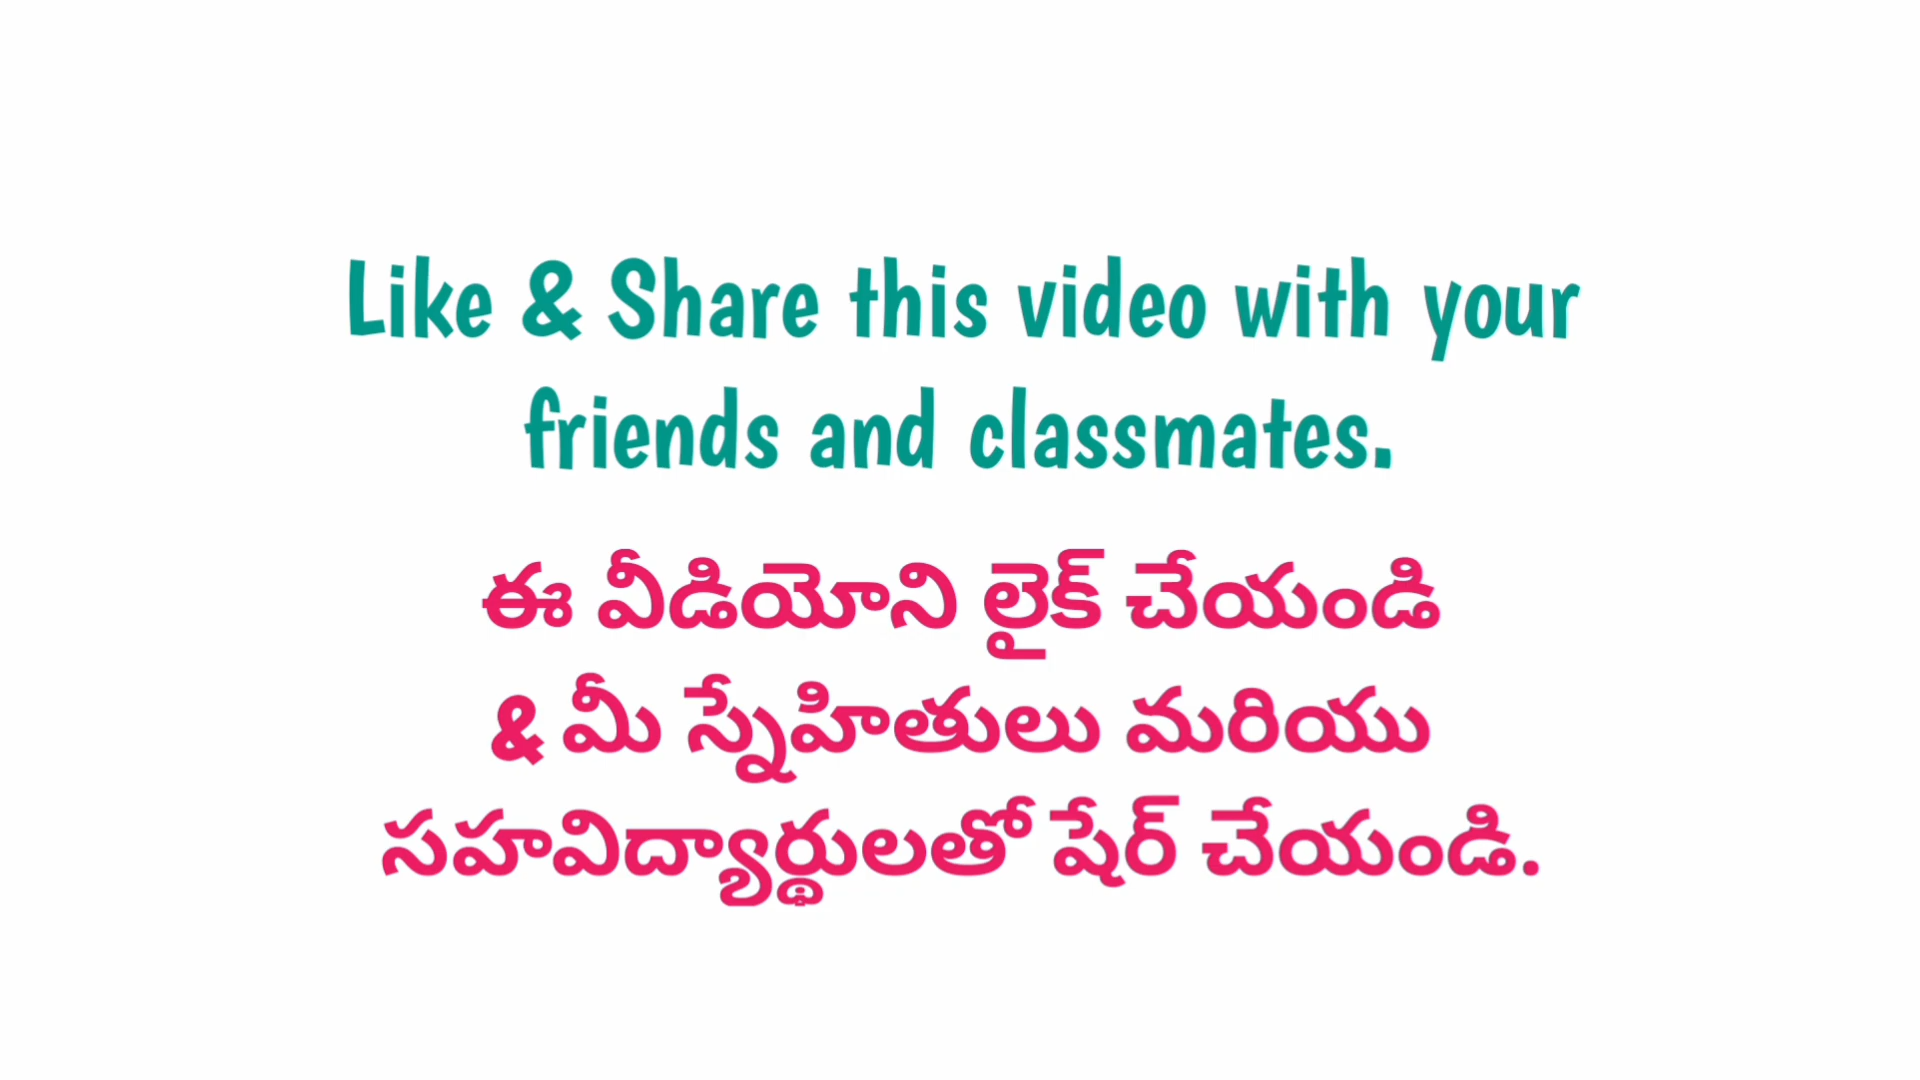 Like & Share this video with your
friends and classmates.
ఈ వీడియోని లైక్ చేయండి
& మీ స్నేహితులు మరియు
సహవిద్యార్థులతో షేర్ చేయండి.